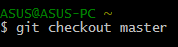 ASUS@ASUS-PC ~
$ git checkout master